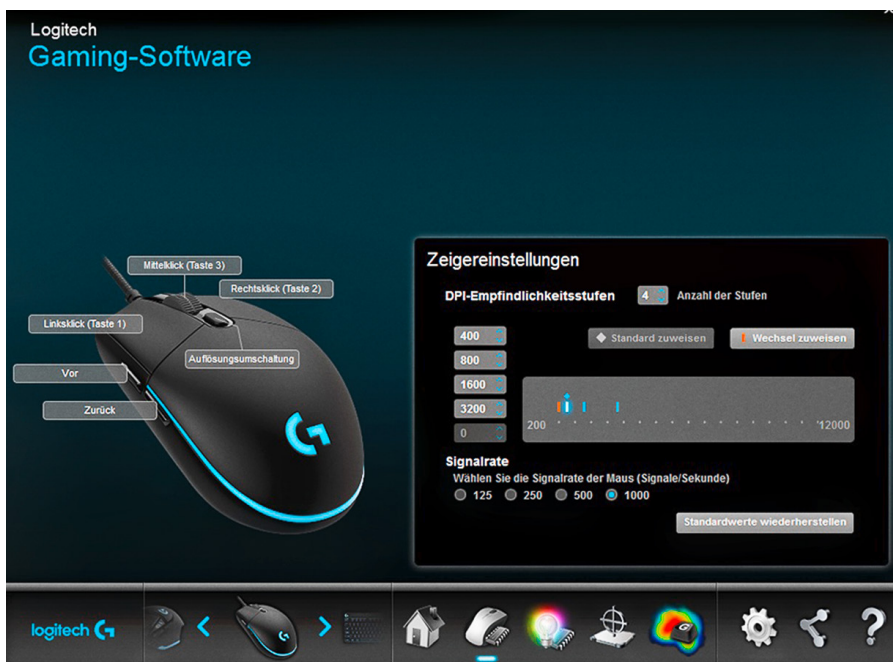 Logitech
Gaming-Software
Mittelklick (Taste 3)
Rechtsklick (Taste 2)
Linksklick (Taste 1)
Auflösungsumschaltung
Vor
Zurück
Zeigereinstellungen
DPI-Empfindlichkeitsstufen 4 Anzahl der Stufen
400
Standard zuweisen Wechsel zuweisen
800
1600
3200
0
200 12000
Signalrate
Wählen Sie die Signalrate der Maus (Signale/Sekunde)
125 250 500 1000
Standardwerte wiederherstellen
logitech G
?